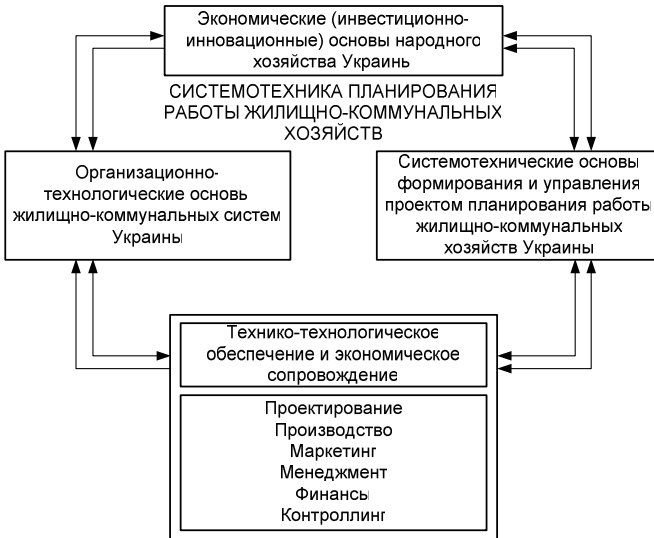 Экономические (инвестиционно-
инновационные) основы народного
хозяйства Украинь
СИСТЕМОТЕХНИКА ПЛАНИРОВАНИЯ
РАБОТЫ ЖИЛИЩНО-КОММУНАЛЬНЫХ
ХОЗЯЙСТВ
Организационно-
технологические основь
жилищно-коммунальных систем
Украины
Системотехнические основы
формирования и управления
проектом планирования работы
жилищно-коммунальных
хозяйств Украины
Технико-технологическое
обеспечение и экономическое
сопровождение
Проектирование
Производство
Маркетинг
Менеджмент
Финансы
Контроллинг